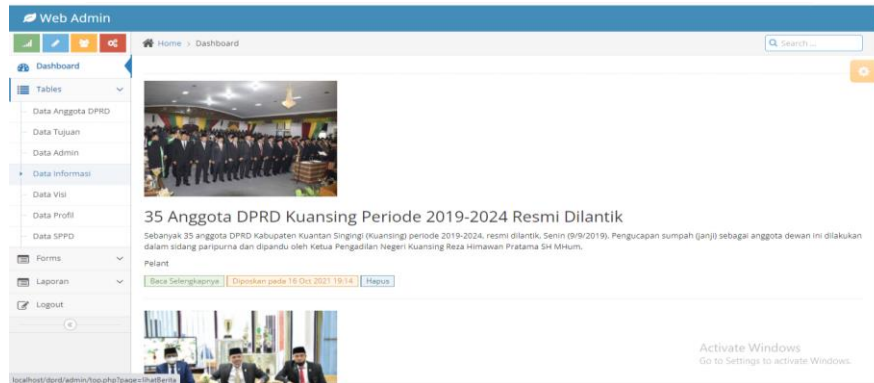 Web Admin
Home > Dashboard
Search ...
Dashboard
Tables
Data Anggota DPRD
Data Tujuan
Data Admin
Data Informasi
Data Visi
Data Profil
Data SPPD
Forms
Laporan
Logout
35 Anggota DPRD Kuansing Periode 2019-2024 Resmi Dilantik
Sebanyak 35 anggota DPRD Kabupaten Kuantan Singingi (Kuansing) periode 2019-2024, resmi dilantik, Senin (9/9/2019). Pengucapan sumpah (janji) sebagai anggota dewan ini dilakukan
dalam sidang paripurna dan dipandu oleh Ketua Pengadilan Negeri Kuansing Reza Himawan Pratama SH MHum.
Pelant
Baca Selengkapnya
Diposkan pada 16 Oct 2021 19:14
Hapus
Activate Windows
Go to Settings to activate Windows.
localhost/dprd/admin/top.php?page=lihatBerita